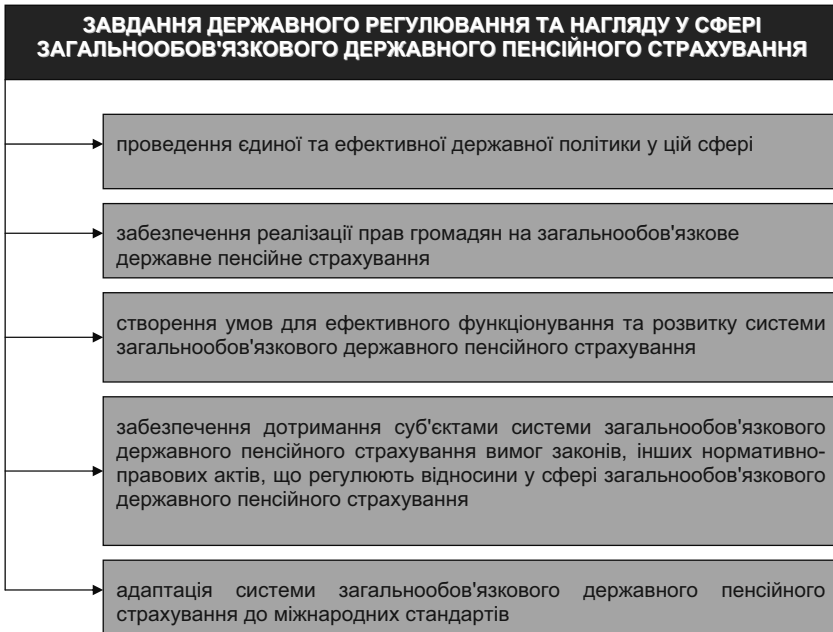 ЗАВДАННЯ ДЕРЖАВНОГО РЕГУЛЮВАННЯ ТА НАГЛЯДУ У СФЕРІ
ЗАГАЛЬНООБОВ'ЯЗКОВОГО ДЕРЖАВНОГО ПЕНСІЙНОГО СТРАХУВАННЯ
проведення єдиної та ефективної державної політики у цій сфері
забезпечення реалізації прав громадян на загальнообов'язкове
державне пенсійне страхування
створення умов для ефективного функціонування та розвитку системи
загальнообов'язкового державного пенсійного страхування
забезпечення дотримання суб'єктами системи загальнообов'язкового
державного пенсійного страхування вимог законів, інших нормативно-
правових актів, що регулюють відносини у сфері загальнообов'язкового
державного пенсійного страхування
адаптація системи загальнообов'язкового державного пенсійного
страхування до міжнародних стандартів